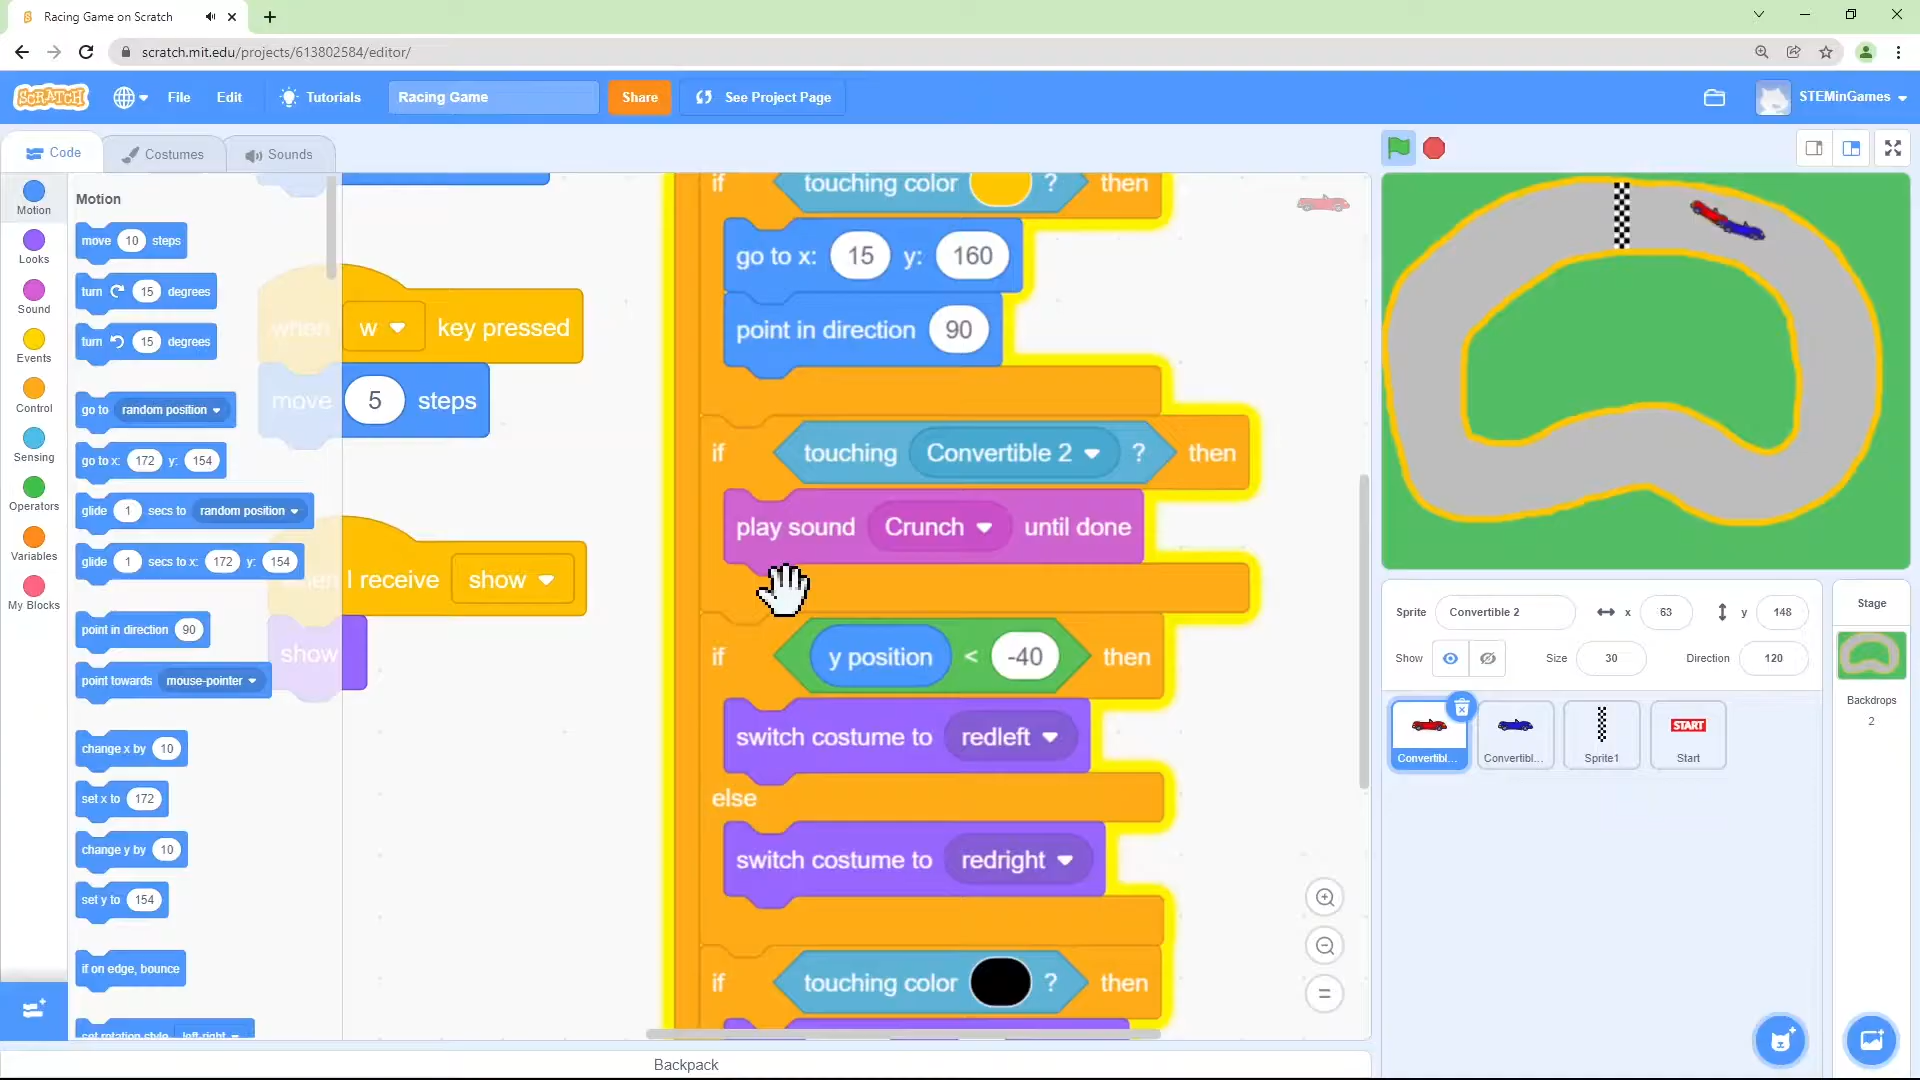 Racing Game on Scratch
scratch.mit.edu/projects/613802584/editor/
SCRATCH
File
Edit
Tutorials
Racing Game
Share
See Project Page
STEMinGames
Code
Costumes
Sounds
Motion
Looks
Sound
Events
Control
Sensing
Operators
Variables
My Blocks
Motion
move 10 steps
turn 15 degrees
turn 15 degrees
go to random position
go to x: 172 y: 154
glide 1 secs to random position
glide 1 secs to x: 172 y: 154
point in direction 90
point towards mouse-pointer
change x by 10
set x to 172
change y by 10
set y to 154
if on edge, bounce
set rotation style left-right
when w key pressed
move 5 steps
when I receive show
show
if touching color ? then
go to x: 15 y: 160
point in direction 90
if touching Convertible 2 ? then
play sound Crunch until done
if y position < -40 then
switch costume to redleft
else
switch costume to redright
if touching color ? then
Sprite Convertible 2 x 63 y 148
Show Size 30 Direction 120
Convertibl...
Convertibl...
Sprite1
START
Start
Stage
Backdrops
2
Backpack